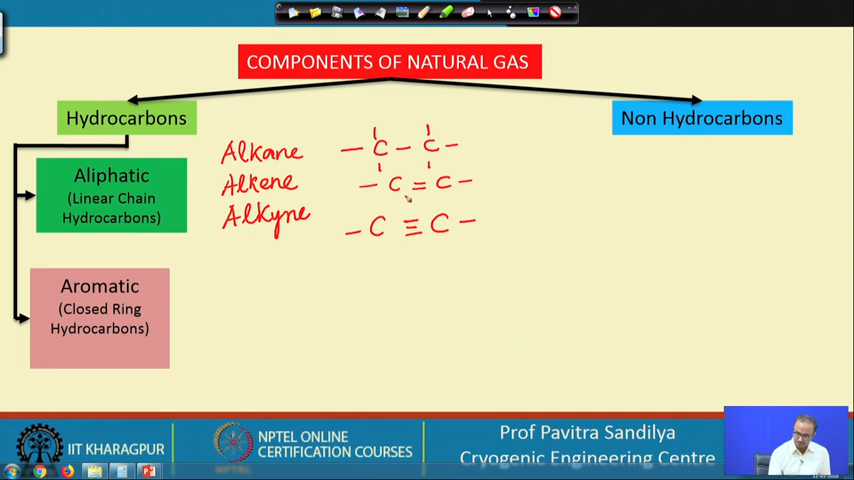 COMPONENTS OF NATURAL GAS
Hydrocarbons
Non Hydrocarbons
Aliphatic
(Linear Chain
Hydrocarbons)
Aromatic
(Closed Ring
Hydrocarbons)
Alkane - C - C -
Alkene - C = C -
Alkyne - C ≡ C -
IIT KHARAGPUR
NPTEL ONLINE
CERTIFICATION COURSES
Prof Pavitra Sandilya
Cryogenic Engineering Centre